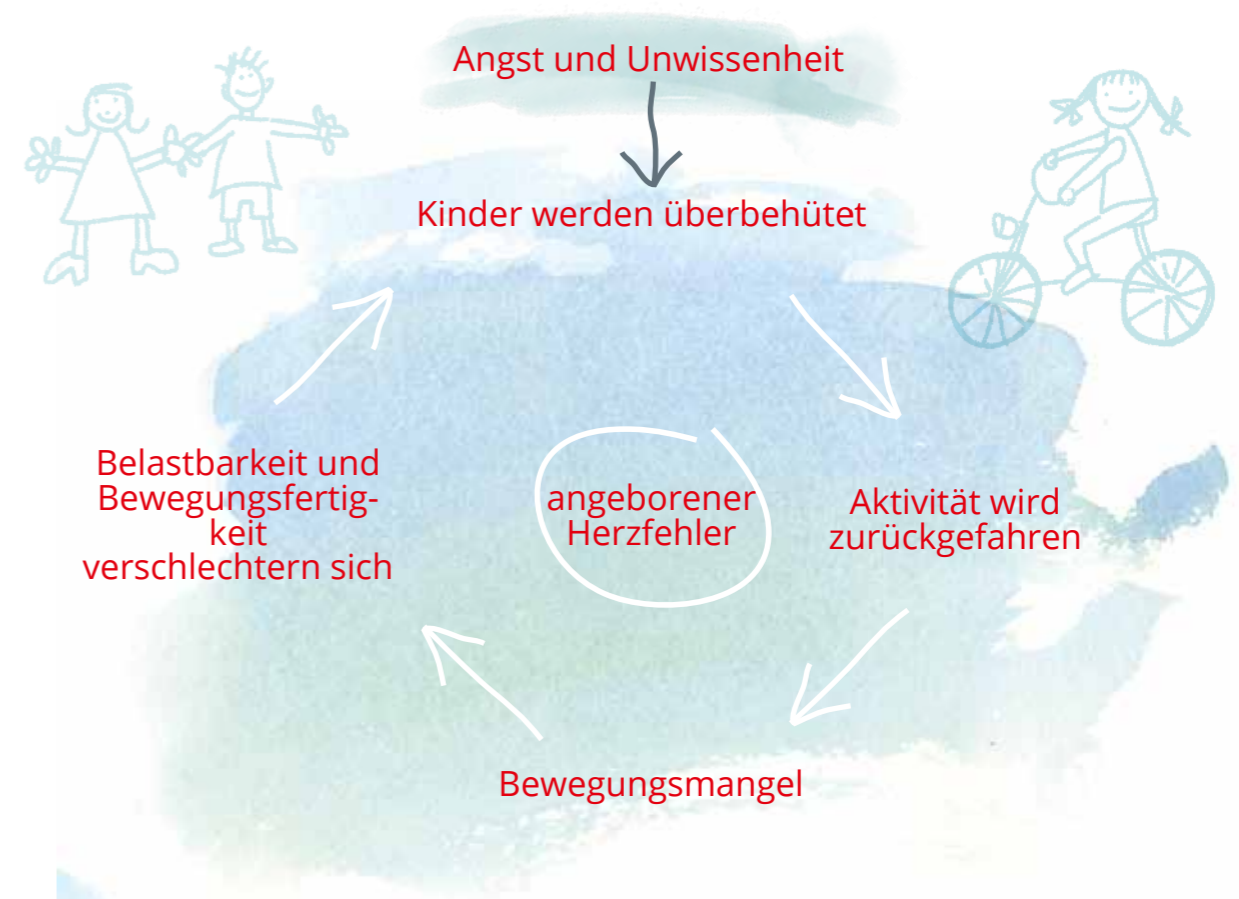 Angst und Unwissenheit
Kinder werden überbehütet
Belastbarkeit und
Bewegungsfertig-
keit
verschlechtern sich
angeborener
Herzfehler
Aktivität wird
zurückgefahren
Bewegungsmangel